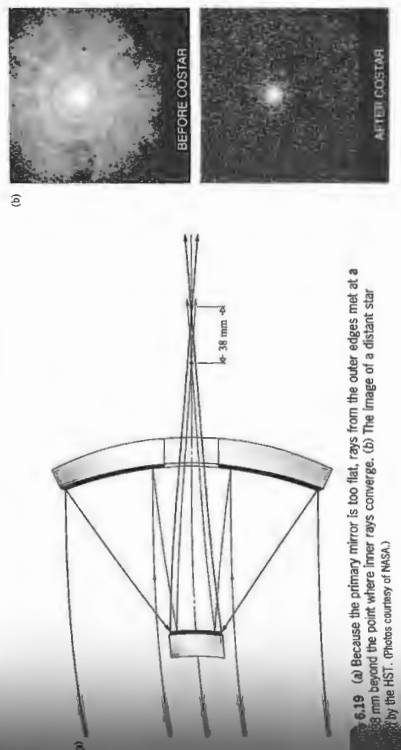 (b)
BEFORE COSTAR
AFTER COSTAR
38 mm
6.19 (a) Because the primary mirror is too flat, rays from the outer edges met at a
38 mm beyond the point where inner rays converge. (b) The image of a distant star
by the HST. (Photos courtesy of NASA.)